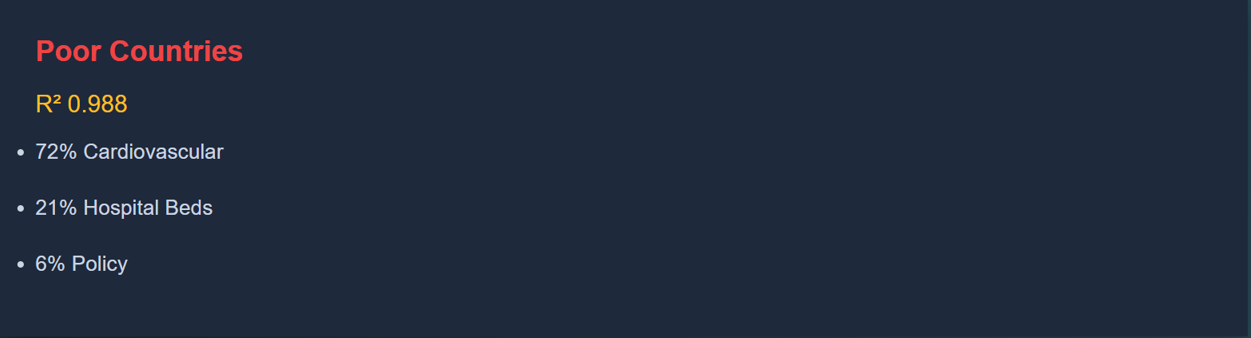 Poor Countries
R² 0.988
• 72% Cardiovascular
• 21% Hospital Beds
• 6% Policy